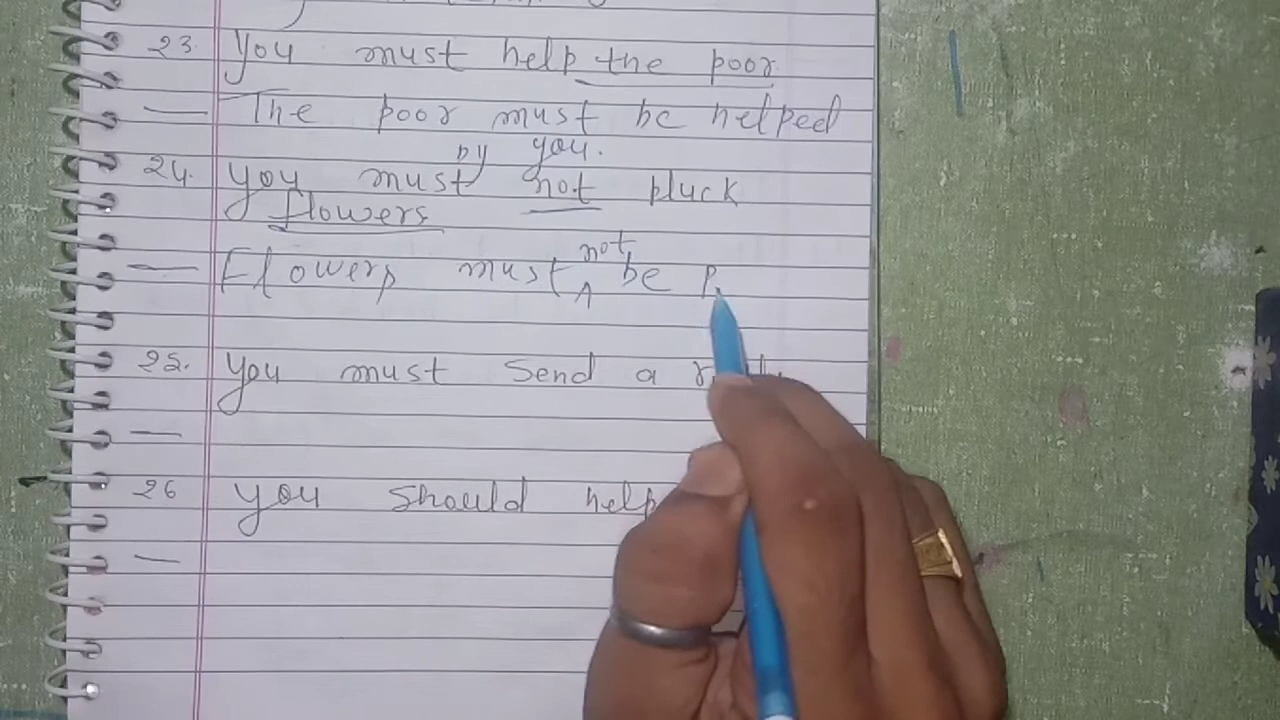 23. You must help the poor
— The poor must be helped
by you.
24. You must not pluck
flowers
— Flowers must not be p
25. You must Send a
—
26 you should help
—